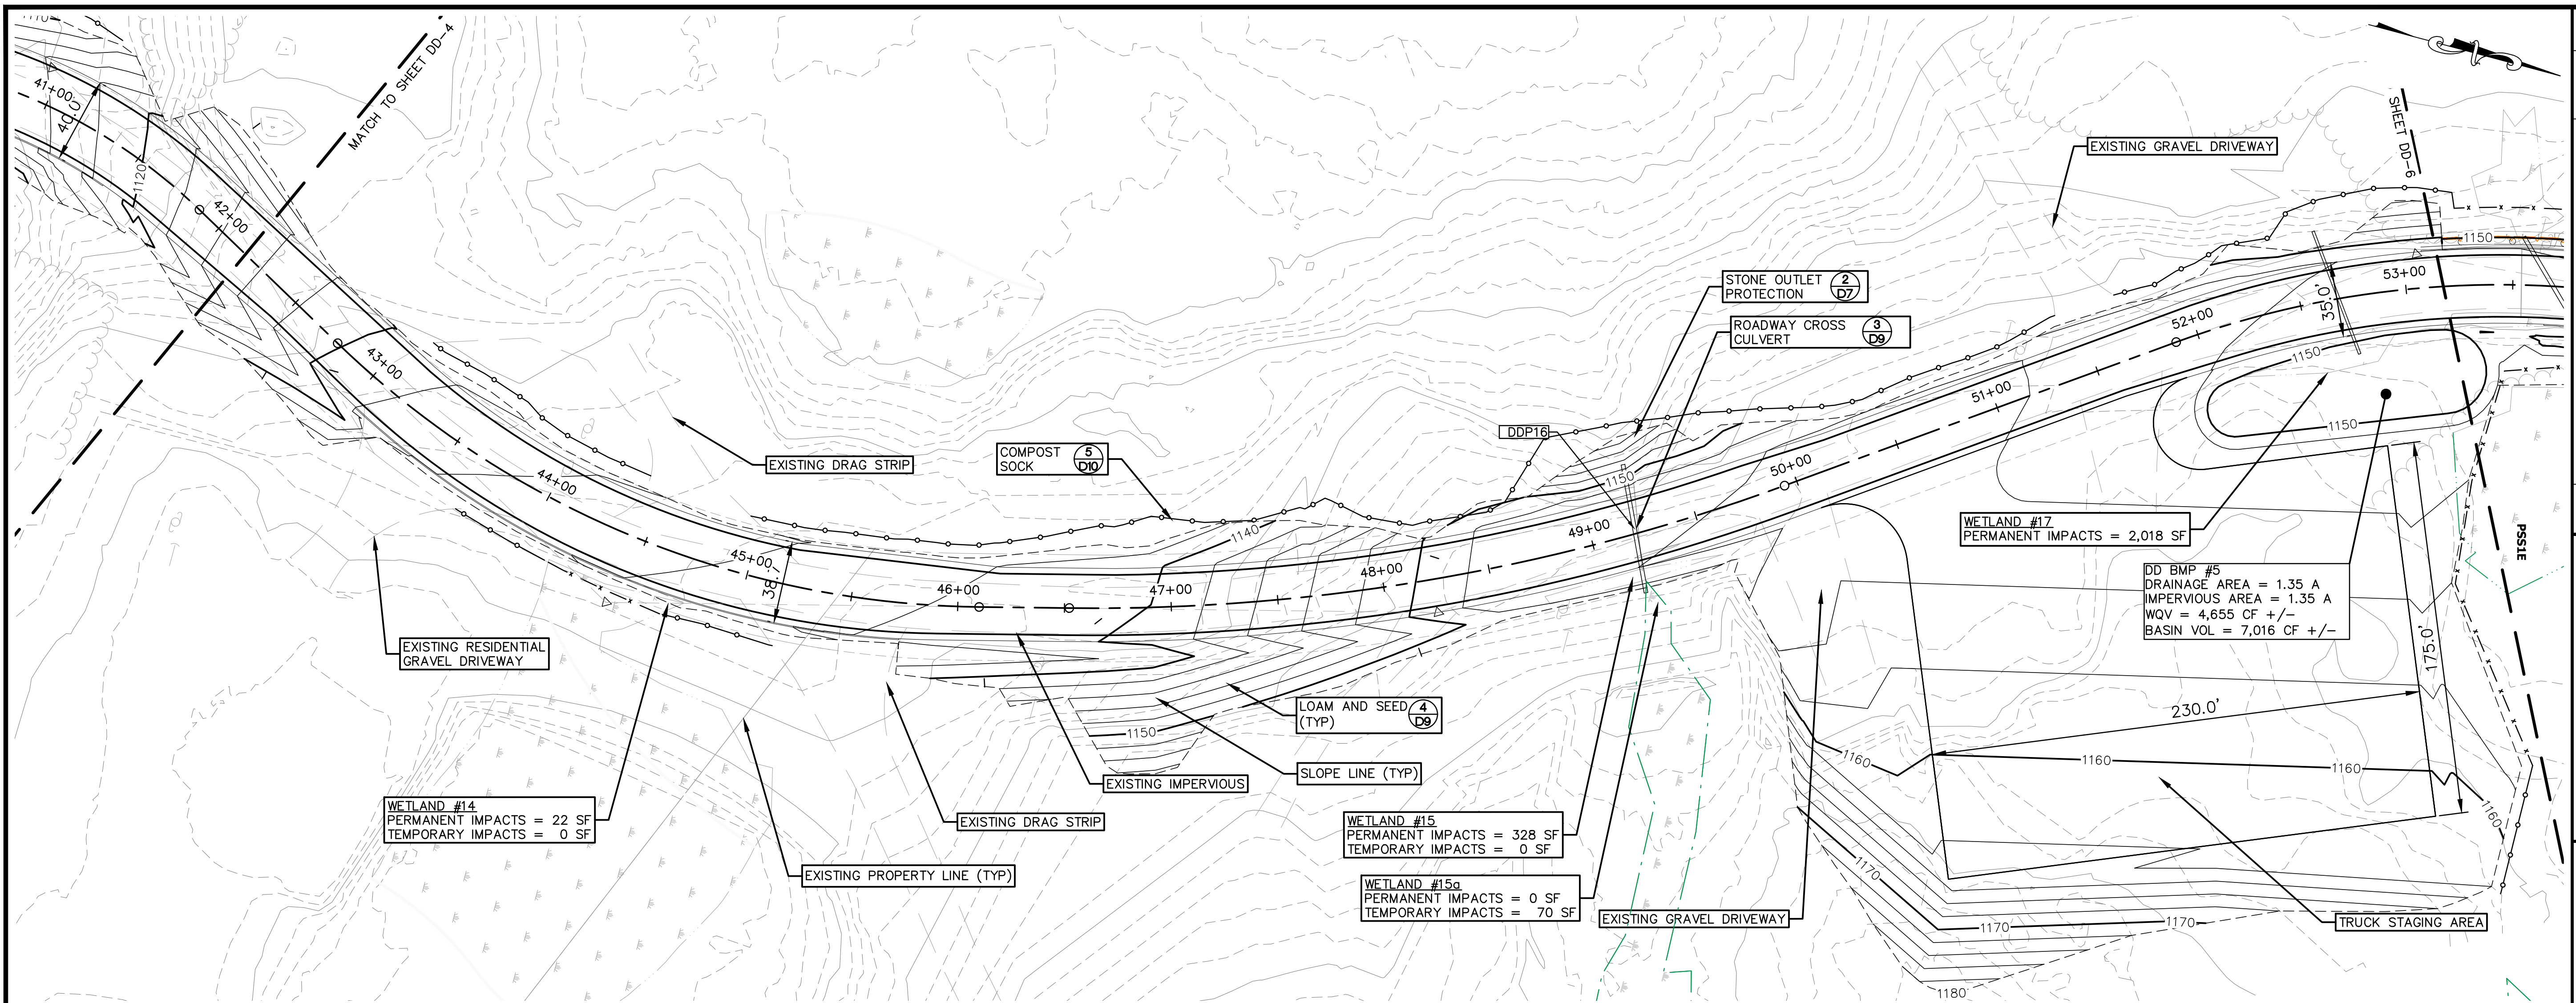 1110
41+00
40.0'
1120
42+00
MATCH TO SHEET DD-4
43+00
44+00
45+00
46+00
47+00
48+00
49+00
50+00
51+00
52+00
53+00
35.0'
1140
1150
1150
1150
1150
1150
SHEET DD-6
EXISTING GRAVEL DRIVEWAY
STONE OUTLET
PROTECTION
2
D7
ROADWAY CROSS
CULVERT
3
D9
DDP16
EXISTING DRAG STRIP
COMPOST
SOCK
5
D10
WETLAND #17
PERMANENT IMPACTS = 2,018 SF
PSS1E
DD BMP #5
DRAINAGE AREA = 1.35 A
IMPERVIOUS AREA = 1.35 A
WQV = 4,655 CF +/-
BASIN VOL = 7,016 CF +/-
175.0'
230.0'
EXISTING RESIDENTIAL
GRAVEL DRIVEWAY
LOAM AND SEED
(TYP)
4
D9
SLOPE LINE (TYP)
EXISTING IMPERVIOUS
WETLAND #14
PERMANENT IMPACTS = 22 SF
TEMPORARY IMPACTS = 0 SF
EXISTING DRAG STRIP
EXISTING PROPERTY LINE (TYP)
WETLAND #15
PERMANENT IMPACTS = 328 SF
TEMPORARY IMPACTS = 0 SF
WETLAND #15a
PERMANENT IMPACTS = 0 SF
TEMPORARY IMPACTS = 70 SF
EXISTING GRAVEL DRIVEWAY
1160
1160
1160
1160
1170
1170
1170
1180
TRUCK STAGING AREA